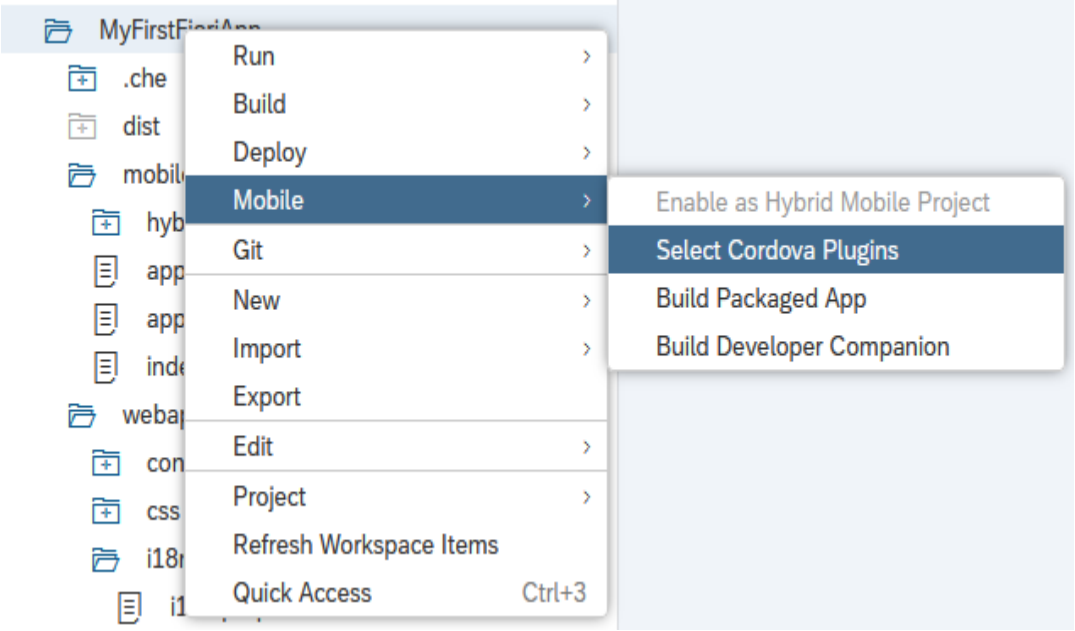 MyFirstFioriApp
.che
dist
Run
Build
Deploy
Mobile
Git
New
Import
Export
Edit
Project
Refresh Workspace Items
Quick Access Ctrl+3
Enable as Hybrid Mobile Project
Select Cordova Plugins
Build Packaged App
Build Developer Companion
css